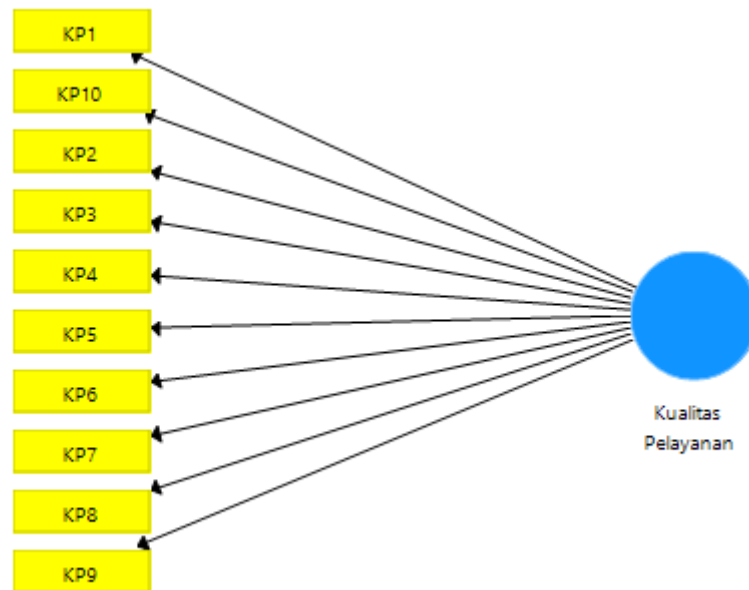 KP1
KP10
KP2
KP3
KP4
KP5
KP6
KP7
KP8
KP9
Kualitas
Pelayanan